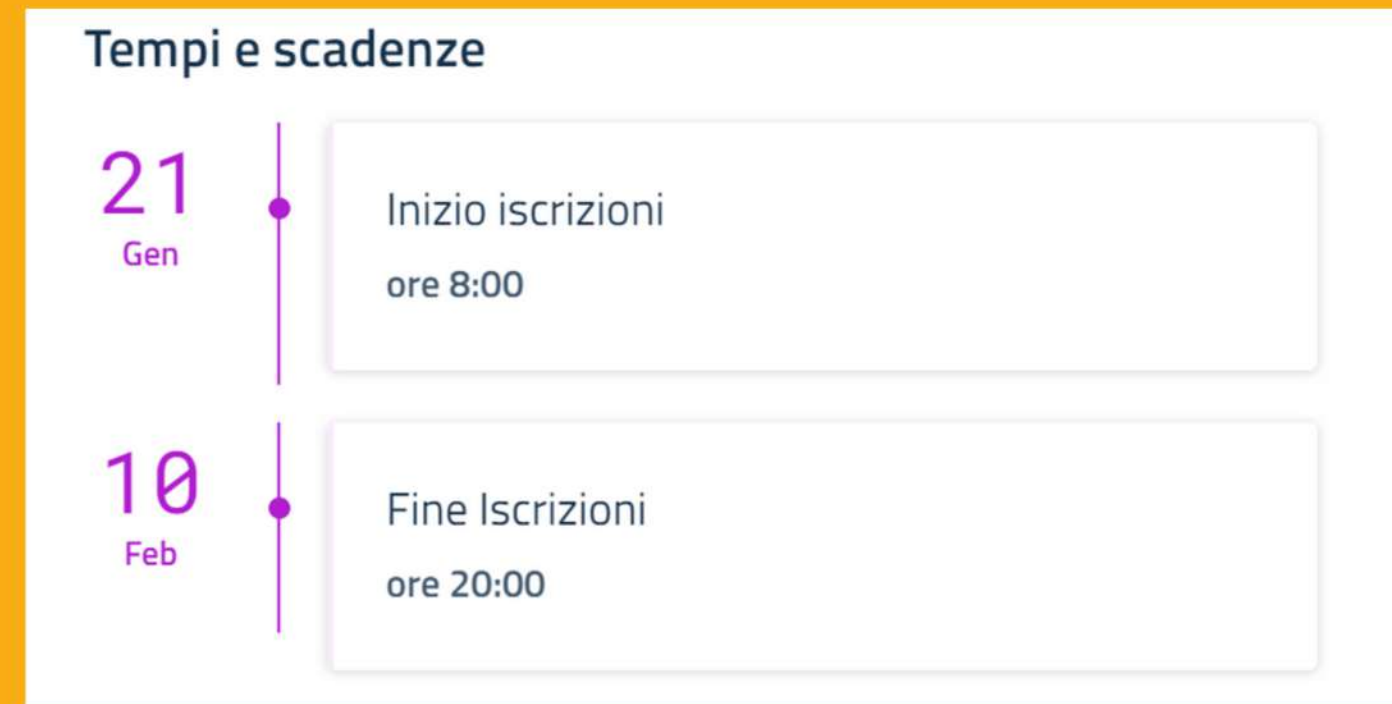 Tempi e scadenze
21
Gen
Inizio iscrizioni
ore 8:00
10
Feb
Fine Iscrizioni
ore 20:00